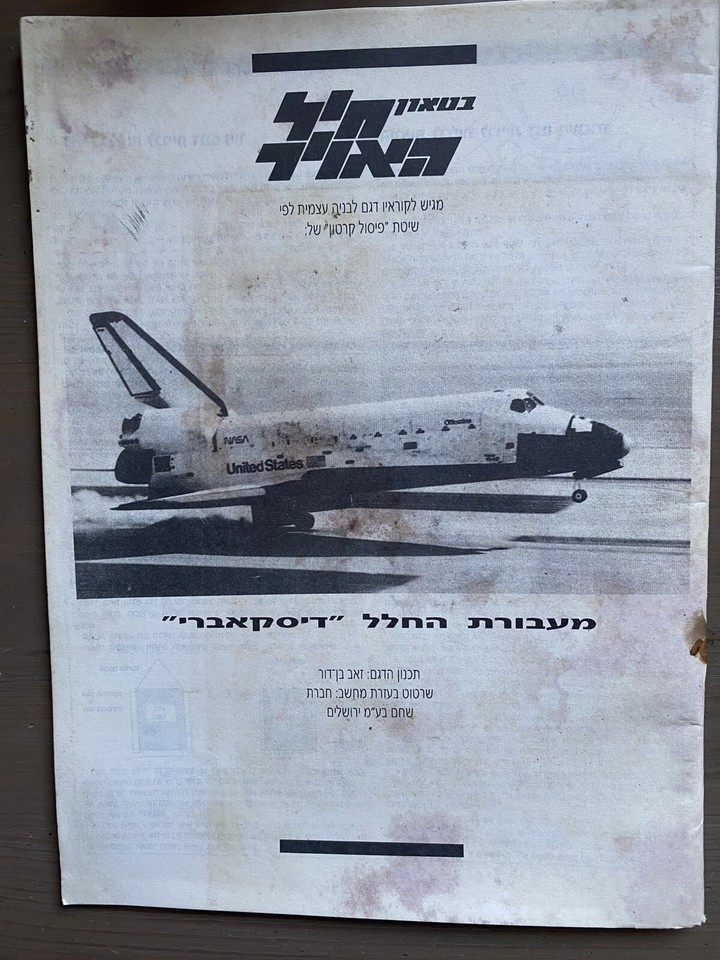 בטאון
חיל
האויר
מגיש לקוראיו דגם לבניה עצמית לפי
שיטת "פיסול קרטון" של:
NASA
United States
מעבורת החלל "דיסקאברי"
תכנון הדגם: זאב בן־דור
שרטוט בעזרת מחשב: חברת
שחם בע"מ ירושלים